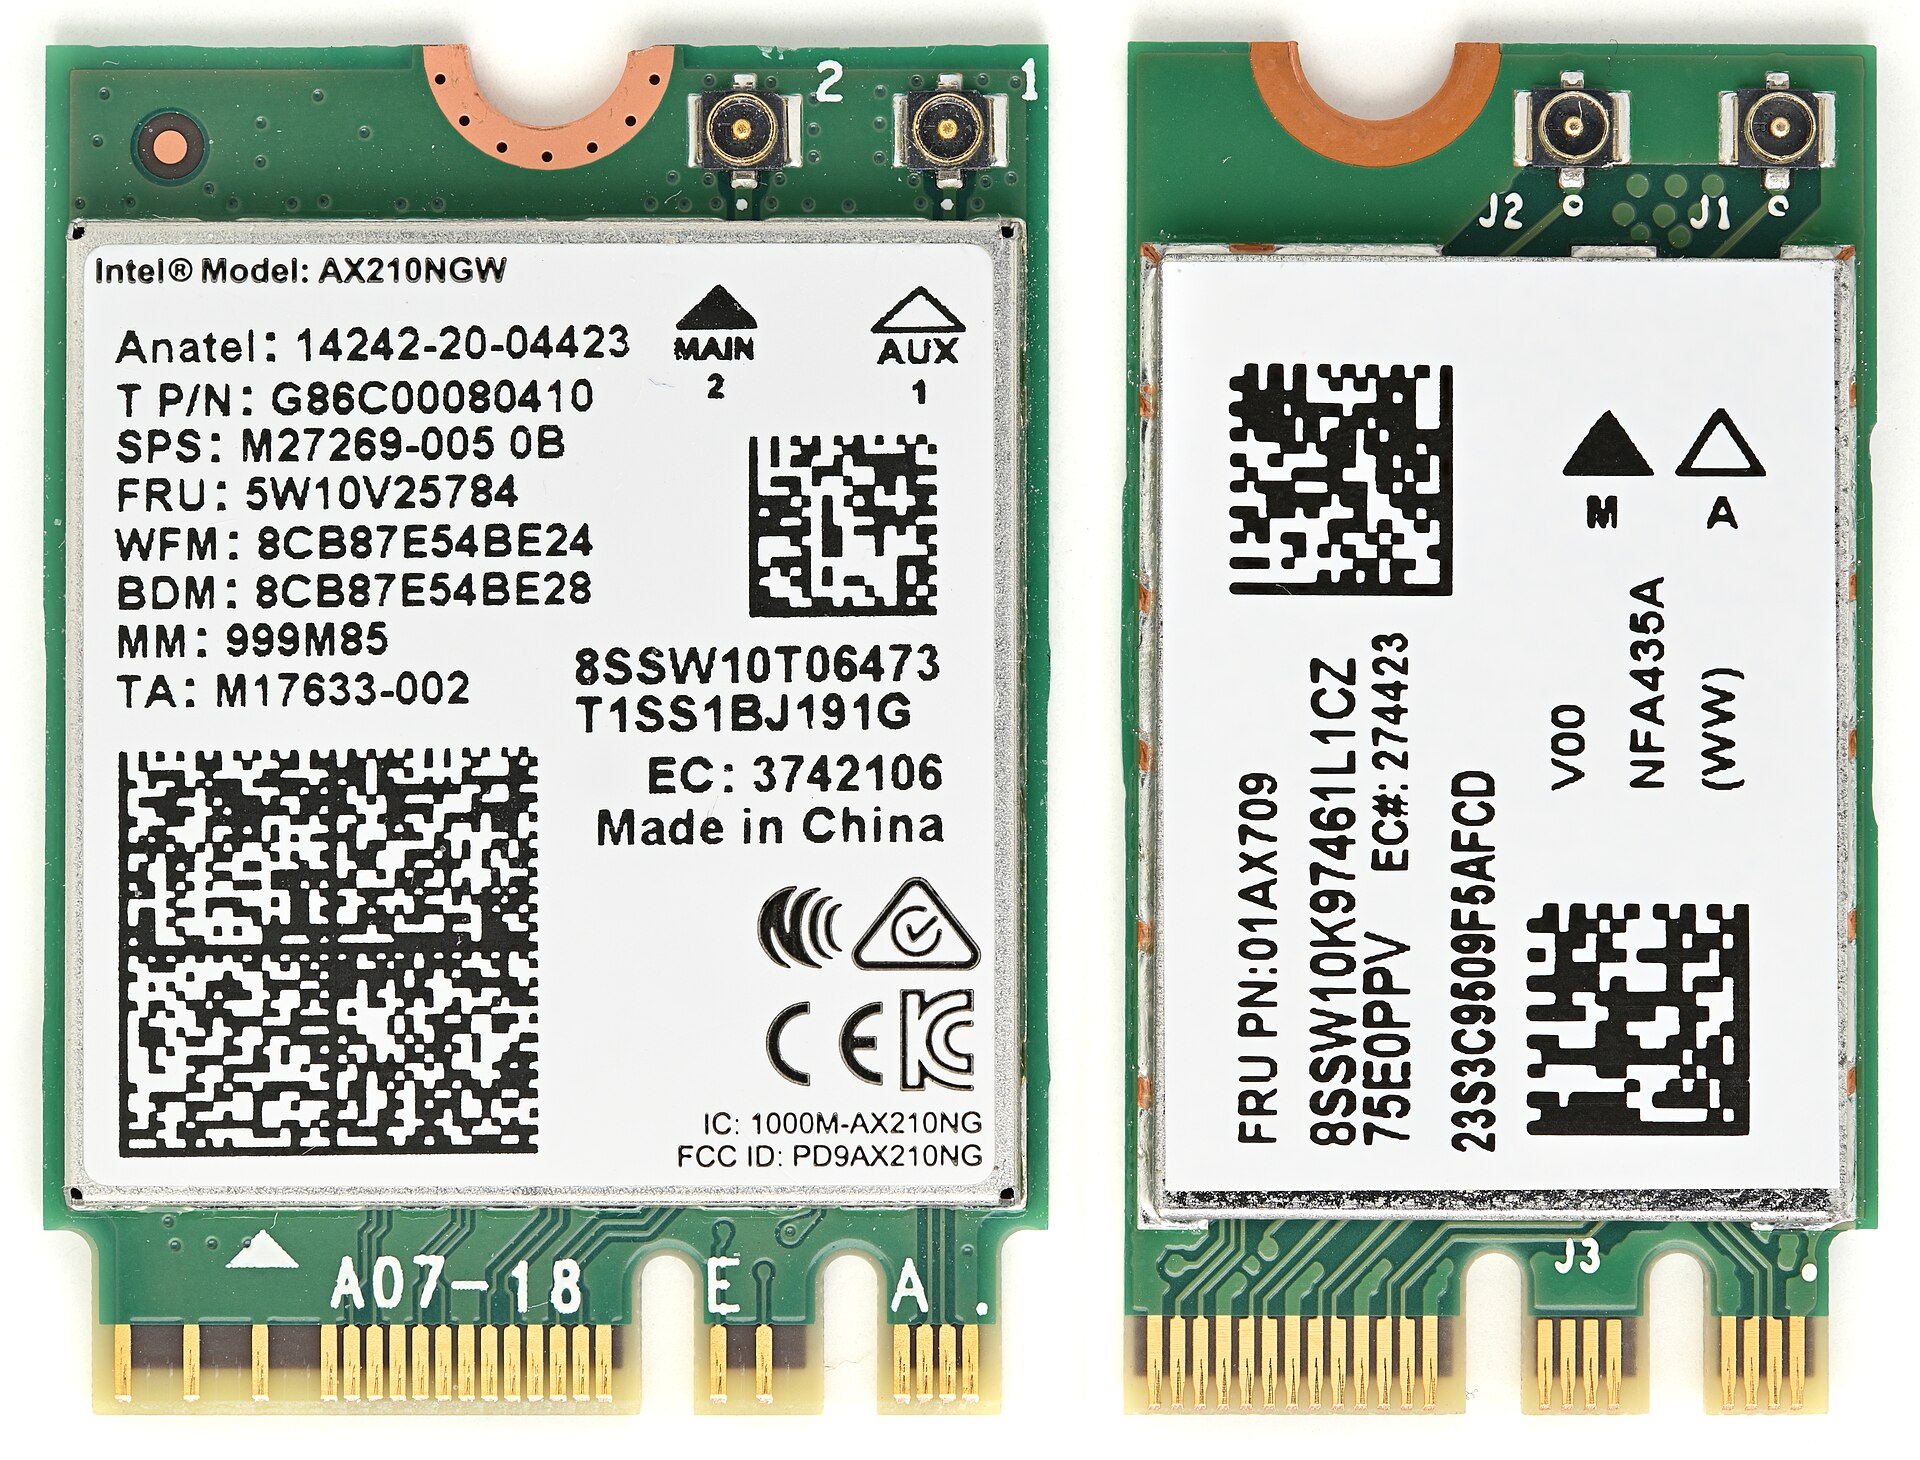 2
1
Intel® Model: AX210NGW
Anatel: 14242-20-04423
T P/N: G86C00080410
SPS: M27269-005 0B
FRU: 5W10V25784
WFM: 8CB87E54BE24
BDM: 8CB87E54BE28
MM: 999M85
TA: M17633-002
MAIN
2
AUX
1
8SSW10T06473
T1SS1BJ191G
EC: 3742106
Made in China
CE
KC
IC: 1000M-AX210NG
FCC ID: PD9AX210NG
A07-18
E
A
J2
J1
M
A
FRU PN:01AX709
8SSW10K97461L1CZ
75E0PPV
EC#: 274423
23S3C9509F5AFCD
V00
NFA435A
(WW)
J3